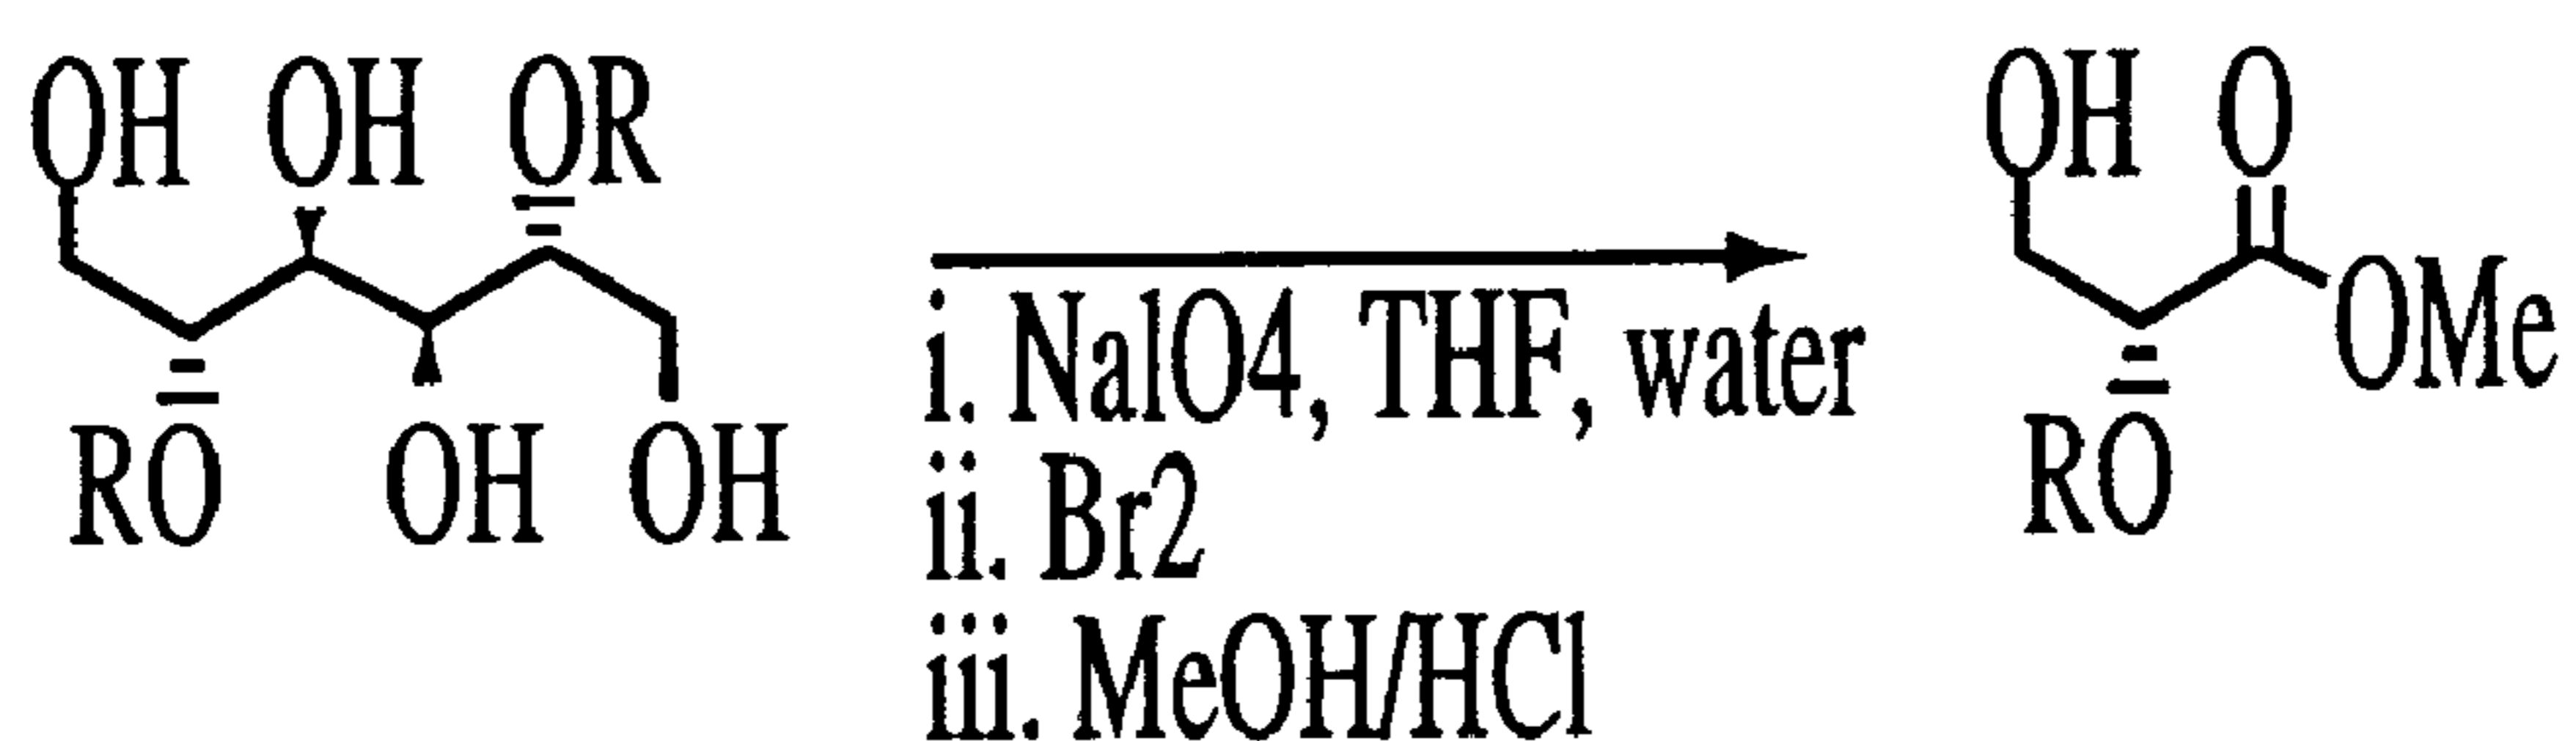 OH OH OR
RO OH OH
i. NaIO4, THF, water
ii. Br2
iii. MeOH/HCl
OH O
OMe
RO